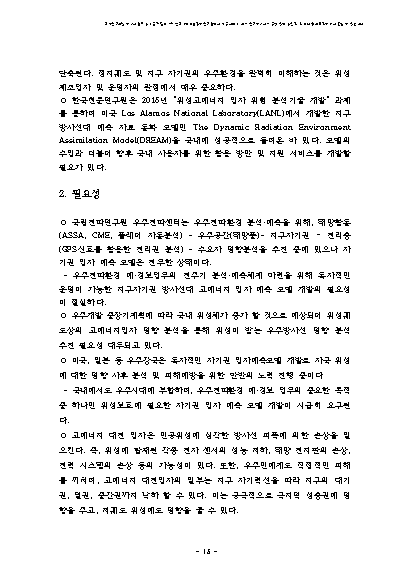 단축된다. 정지궤도 및 지구 자기권의 우주환경을 완벽히 이해하는 것은 위성
제조업자 및 운영자의 관점에서 매우 중요하다.
ㅇ 한국천문연구원은 2015년 "위성고에너지 입자 위험 분석기술 개발" 과제
를 통하여 미국 Los Alamos National Laboratory(LANL)에서 개발한 지구
방사선대 예측 자료 동화 모델인 The Dynamic Radiation Environment
Assimilation Model(DREAM)을 국내에 성공적으로 들여온 바 있다. 모델의
수입과 더불어 향후 국내 사용자를 위한 활용 방안 및 지원 서비스를 개발할
필요가 있다.
2. 필요성
ㅇ 국립전파연구원 우주전파센터는 우주전파환경 분석·예측을 위해, 태양활동
(ASSA, CME, 플레어 자동분석) - 우주공간(태양풍)- 지구자기권 - 전리층
(GPS신호를 활용한 전리권 분석) - 수요자 영향분석을 추진 중에 있으나 자
기권 입자 예측 모델은 전무한 상태이다.
- 우주전파환경 예·경보업무의 전주기 분석·예측체계 마련을 위해 독자적인
운영이 가능한 지구자기권 방사선대 고에너지 입자 예측 모델 개발의 필요성
이 절실하다.
ㅇ 우주개발 중장기계획에 따라 국내 위성체가 증가 할 것으로 예상되어 위성궤
도상의 고에너지입자 영향 분석을 통해 위성이 받는 우주방사선 영향 분석
추진 필요성 대두되고 있다.
ㅇ 미국, 일본 등 우주강국은 독자적인 자기권 입자예측모델 개발로 자국 위성
에 대한 영향 사후 분석 및 피해예방을 위한 만반의 노력 진행 중이다.
- 국내에서도 우주시대에 부합하여, 우주전파환경 예·경보 업무의 중요한 목적
중 하나인 위성보호에 필요한 자기권 입자 예측 모델 개발이 시급히 요구된
다.
ㅇ 고에너지 대전 입자은 인공위성에 심각한 방사선 피폭에 의한 손상을 일
으킨다. 즉, 위성에 탑재된 각종 전자 센서의 성능 저하, 태양 전지판의 손상,
전력 시스템의 손상 등의 가능성이 있다. 또한, 우주인에게도 직접적인 피해
를 끼치며, 고에너지 대전입자의 일부는 지구 자기력선을 따라 지구의 대기
권, 열권, 중간권까지 낙하 할 수 있다. 이는 궁극적으로 극지역 성층권에 영
향을 주고, 저궤도 위성에도 영향을 줄 수 있다.
- 16 -